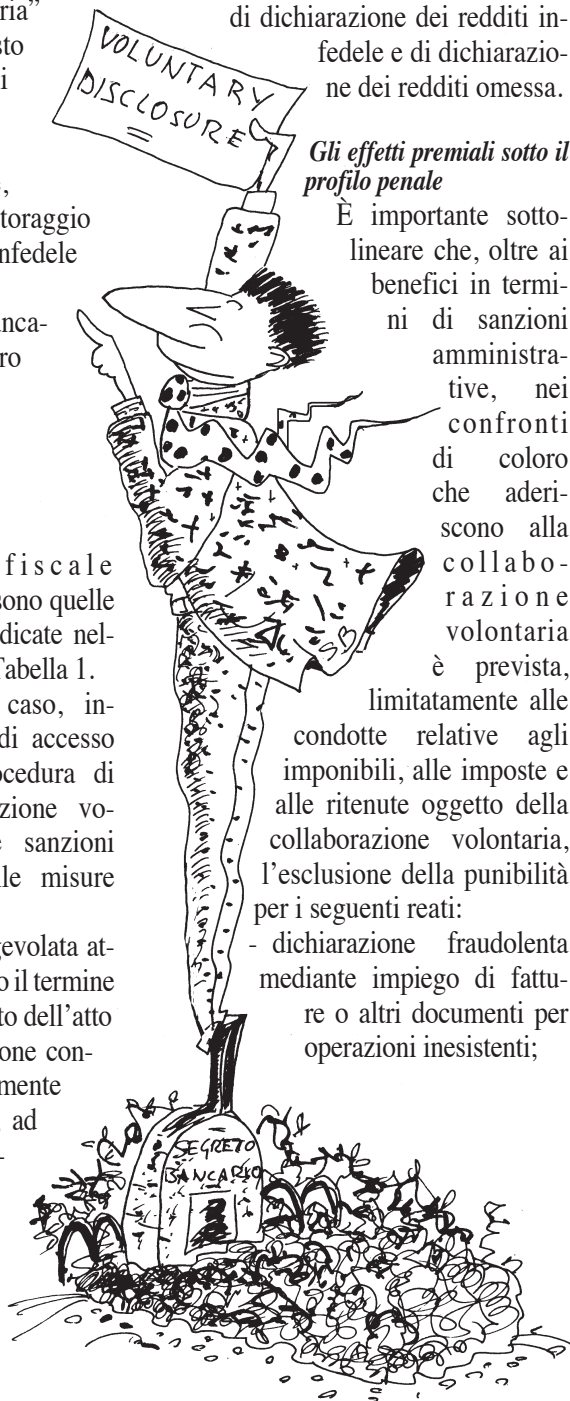 ria”
sto
i
,
toraggio
nfedele
anca-
ro
fiscale
sono quelle
dicate nel-
Tabella 1.
caso, in-
di accesso
ocedura di
zione vo-
e sanzioni
lle misure
gevolata at-
o il termine
to dell’atto
one con-
mente
ad
-
VOLUNTARY
DISCLOSURE
di dichiarazione dei redditi in-
fedele e di dichiarazio-
ne dei redditi omessa.
Gli effetti premiali sotto il
profilo penale
È importante sotto-
lineare che, oltre ai
benefici in termi-
ni di sanzioni
amministra-
tive, nei
confronti
di coloro
che aderi-
scono alla
collabo-
razione
volontaria
è prevista,
limitatamente alle
condotte relative agli
imponibili, alle imposte e
alle ritenute oggetto della
collaborazione volontaria,
l’esclusione della punibilità
per i seguenti reati:
- dichiarazione fraudolenta
mediante impiego di fattu-
re o altri documenti per
operazioni inesistenti;
SB
SEGRETO
BANCARIO